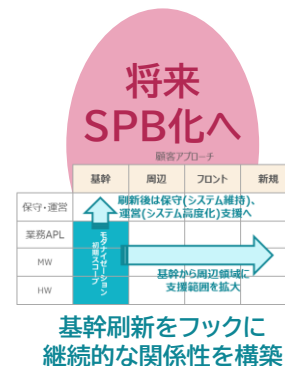 将来
SPB化へ
顧客アプローチ
基幹 周辺 フロント 新規
保守・運営 刷新後は保守(システム維持)、
運営(システム高度化)支援へ
業務APL
モダナイゼーション
初期スコープ
MW
基幹から周辺領域に
支援範囲を拡大
HW
基幹刷新をフックに
継続的な関係性を構築